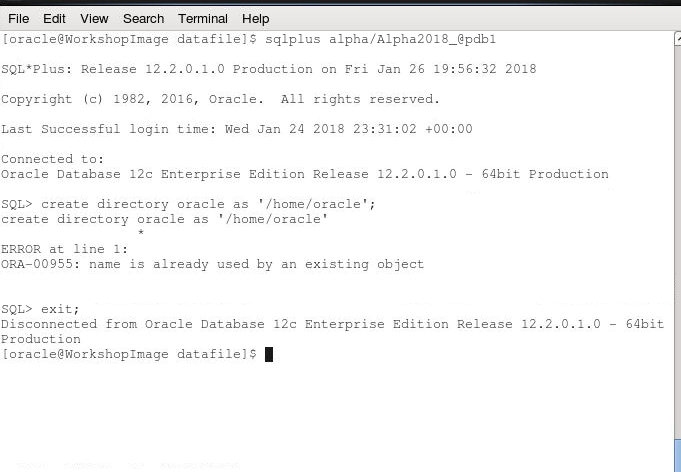 File Edit View Search Terminal Help
[oracle@WorkshopImage datafile]$ sqlplus alpha/Alpha2018_@pdb1
SQL*Plus: Release 12.2.0.1.0 Production on Fri Jan 26 19:56:32 2018
Copyright (c) 1982, 2016, Oracle.  All rights reserved.
Last Successful login time: Wed Jan 24 2018 23:31:02 +00:00
Connected to:
Oracle Database 12c Enterprise Edition Release 12.2.0.1.0 - 64bit Production
SQL> create directory oracle as '/home/oracle';
create directory oracle as '/home/oracle'
*
ERROR at line 1:
ORA-00955: name is already used by an existing object
SQL> exit;
Disconnected from Oracle Database 12c Enterprise Edition Release 12.2.0.1.0 - 64bit
Production
[oracle@WorkshopImage datafile]$